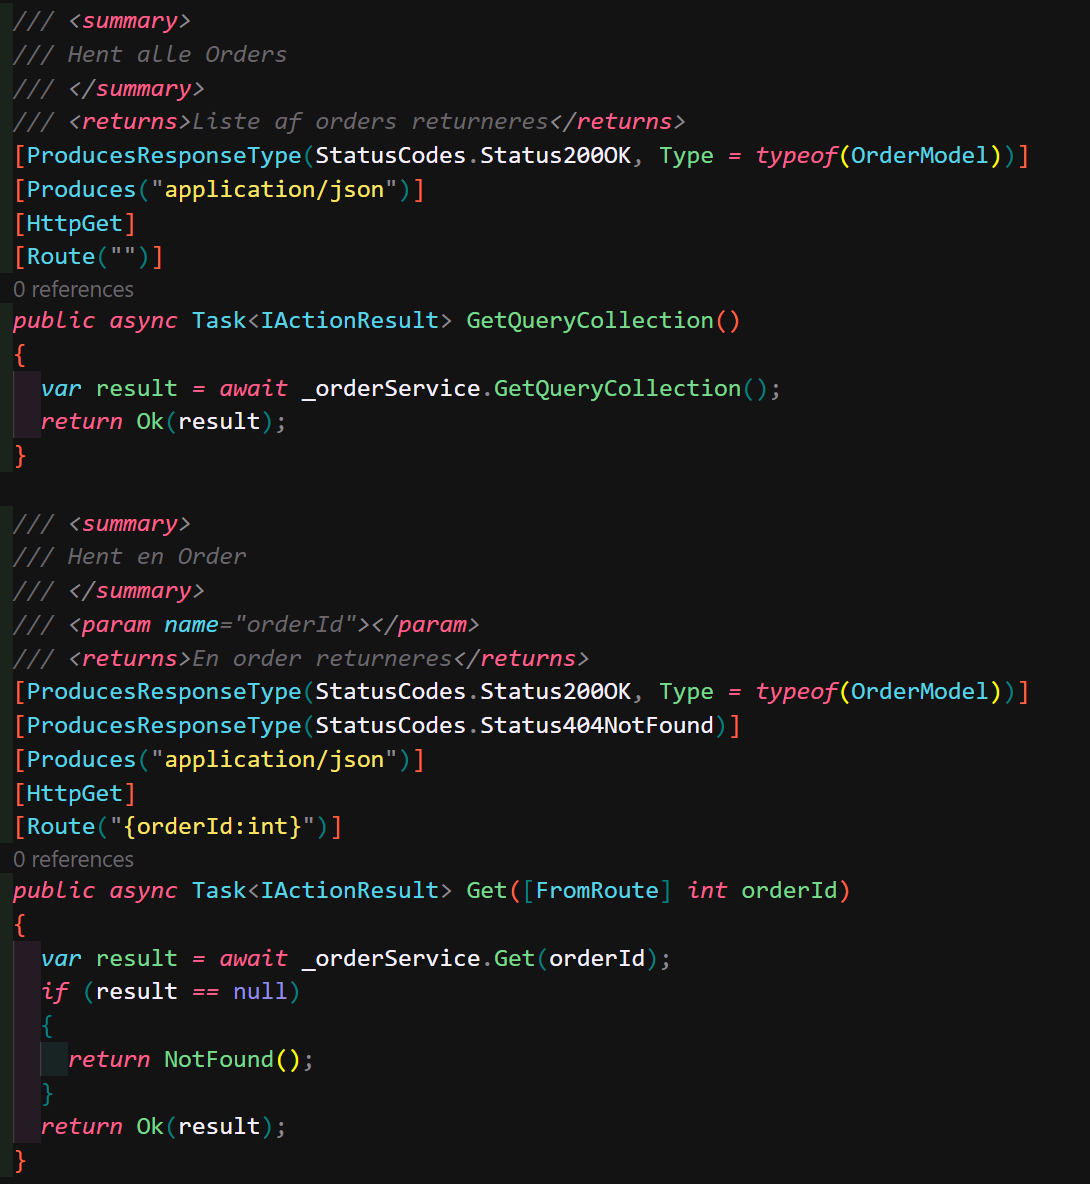 /// <summary>
/// Hent alle Orders
/// </summary>
/// <returns>Liste af orders returneres</returns>
[ProducesResponseType(StatusCodes.Status200OK, Type = typeof(OrderModel))]
[Produces("application/json")]
[HttpGet]
[Route("")]
0 references
public async Task<IActionResult> GetQueryCollection()
{
  var result = await _orderService.GetQueryCollection();
  return Ok(result);
}
/// <summary>
/// Hent en Order
/// </summary>
/// <param name="orderId"></param>
/// <returns>En order returneres</returns>
[ProducesResponseType(StatusCodes.Status200OK, Type = typeof(OrderModel))]
[ProducesResponseType(StatusCodes.Status404NotFound)]
[Produces("application/json")]
[HttpGet]
[Route("{orderId:int}")]
0 references
public async Task<IActionResult> Get([FromRoute] int orderId)
{
  var result = await _orderService.Get(orderId);
  if (result == null)
  {
    return NotFound();
  }
  return Ok(result);
}